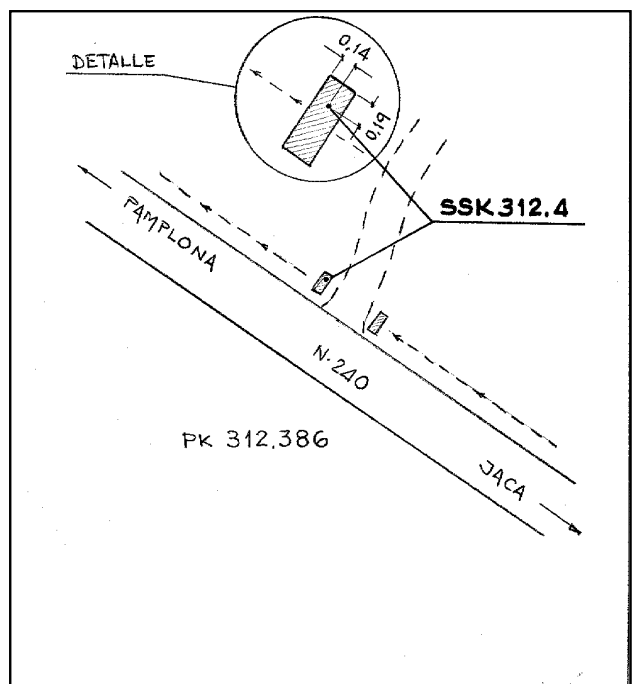 DETALLE
0,14
0,19
SSK 312.4
PAMPLONA
N-240
PK 312.386
JACA